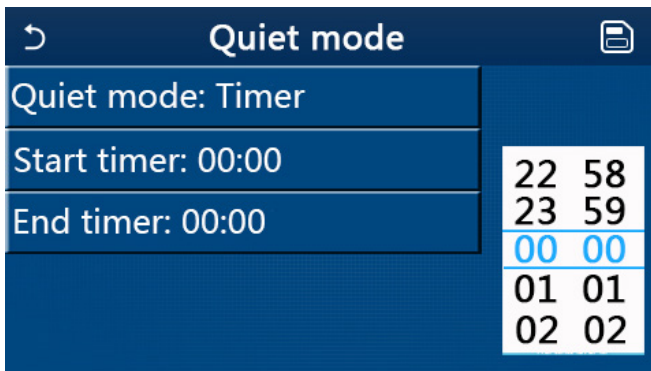 Quiet mode
Quiet mode: Timer
Start timer: 00:00
End timer: 00:00
22 58
23 59
00 00
01 01
02 02